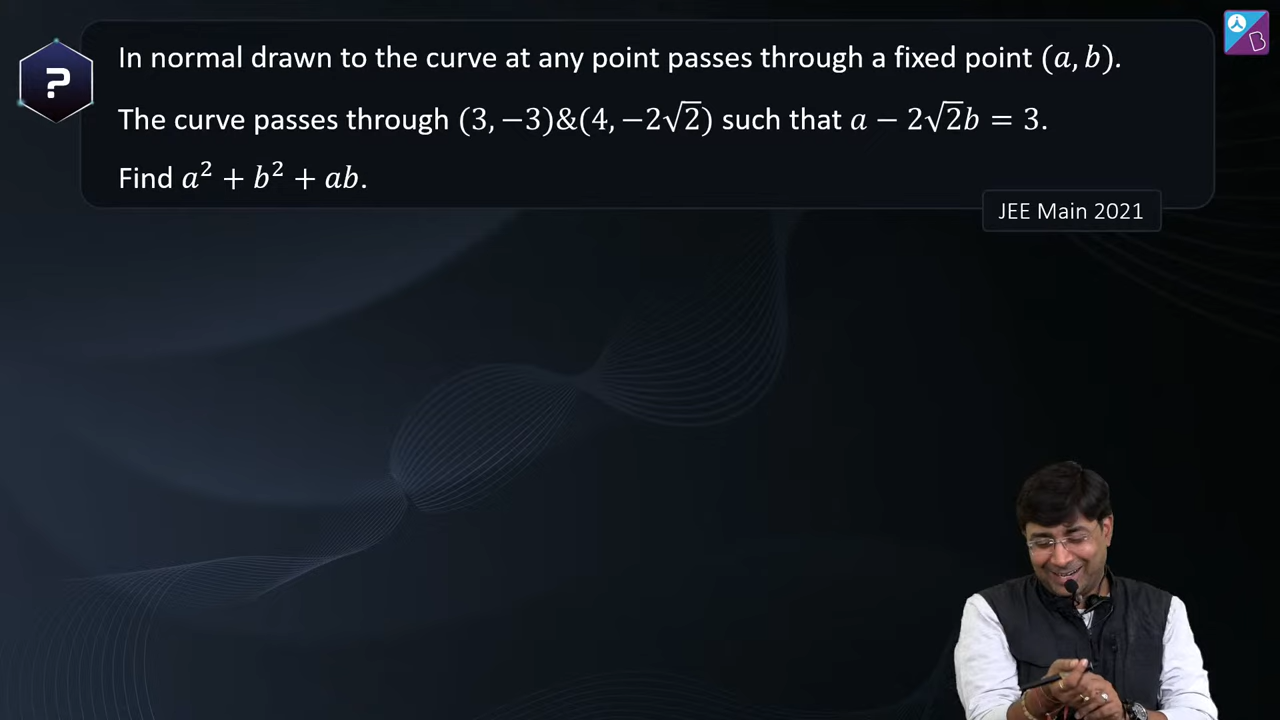 In normal drawn to the curve at any point passes through a fixed point (a, b).
The curve passes through (3, −3)&(4, −2√2) such that a − 2√2b = 3.
Find a² + b² + ab.
JEE Main 2021
?
B